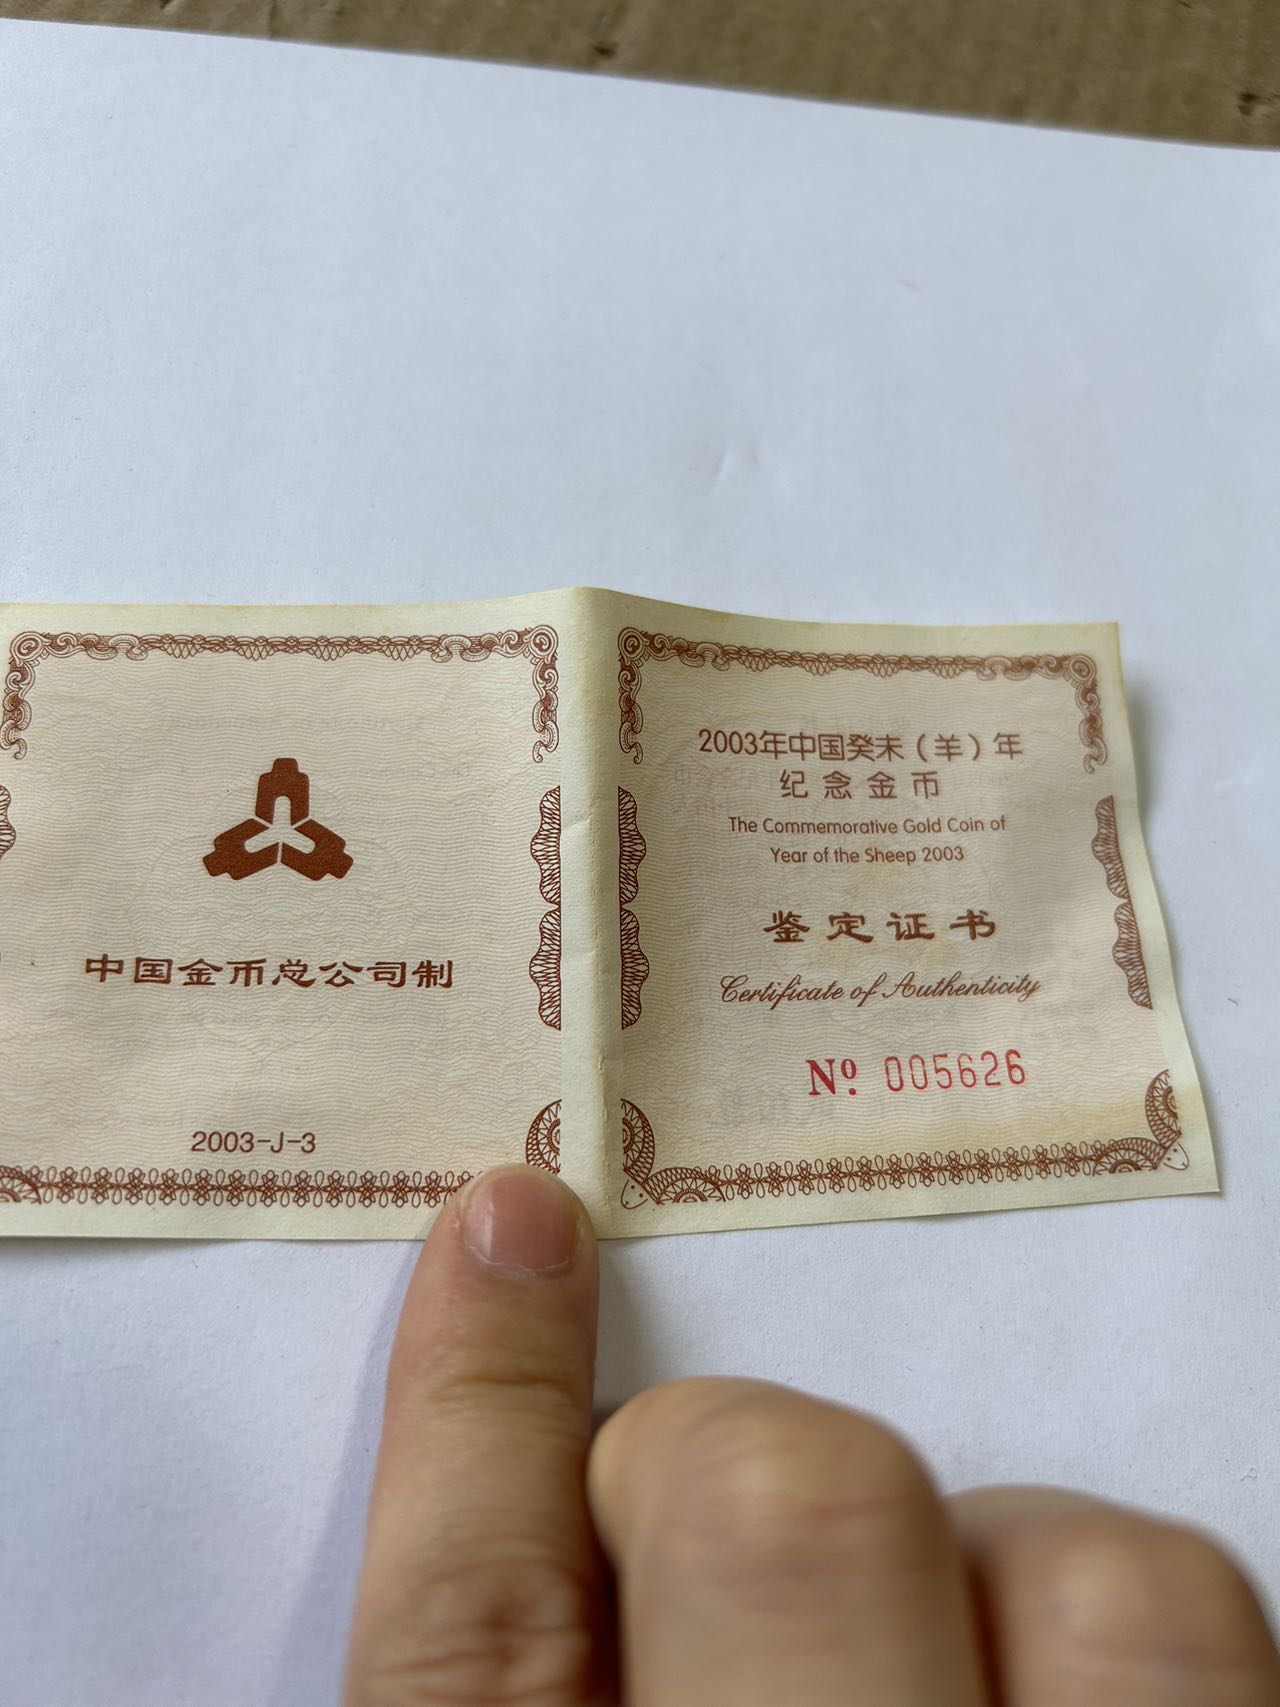 中国金币总公司制
2003-J-3
2003年中国癸未（羊）年
纪念金币
The Commemorative Gold Coin of
Year of the Sheep 2003
鉴定证书
Certificate of Authenticity
Nº 005626